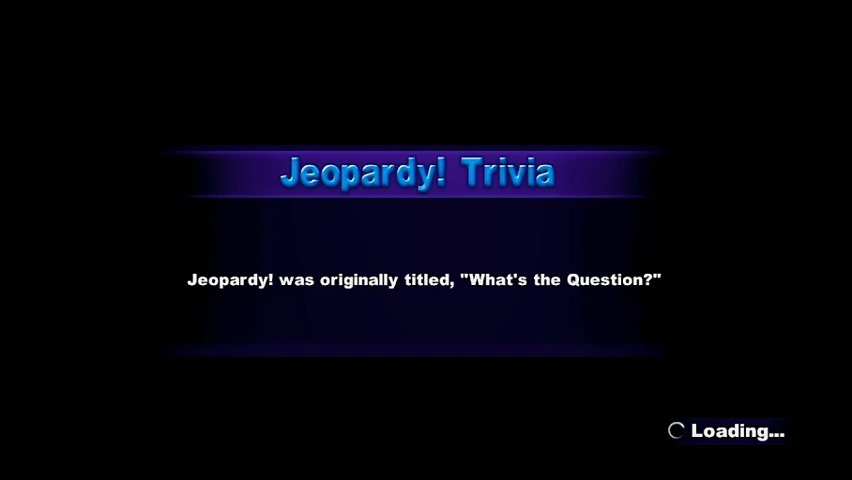 Jeopardy! Trivia
Jeopardy! was originally titled, "What's the Question?"
Loading...